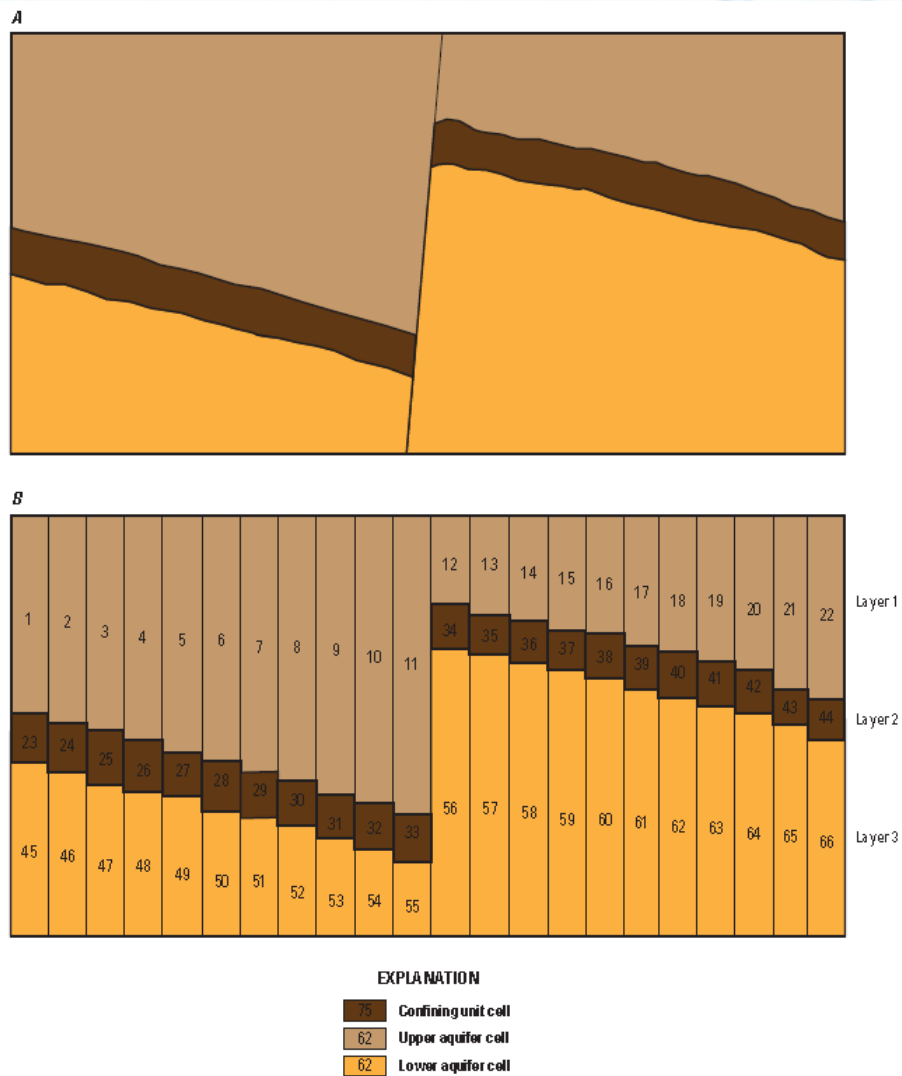 A
B
1 2 3 4 5 6 7 8 9 10 11 12 13 14 15 16 17 18 19 20 21 22 Layer 1
23 24 25 26 27 28 29 30 31 32 33 34 35 36 37 38 39 40 41 42 43 44 Layer 2
45 46 47 48 49 50 51 52 53 54 55 56 57 58 59 60 61 62 63 64 65 66 Layer 3
EXPLANATION
75 Confining unit cell
62 Upper aquifer cell
62 Lower aquifer cell